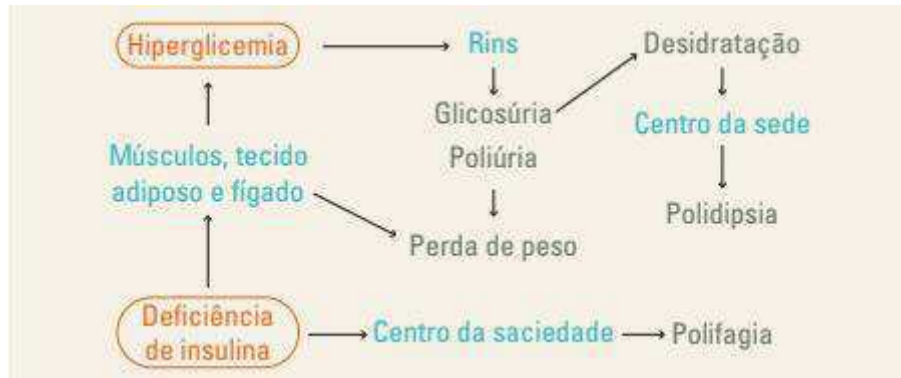 Hiperglicemia
Rins
Desidratação
Glicosúria
Poliúria
Centro da sede
Músculos, tecido
adiposo e fígado
Polidipsia
Perda de peso
Deficiência
de insulina
Centro da saciedade
Polifagia